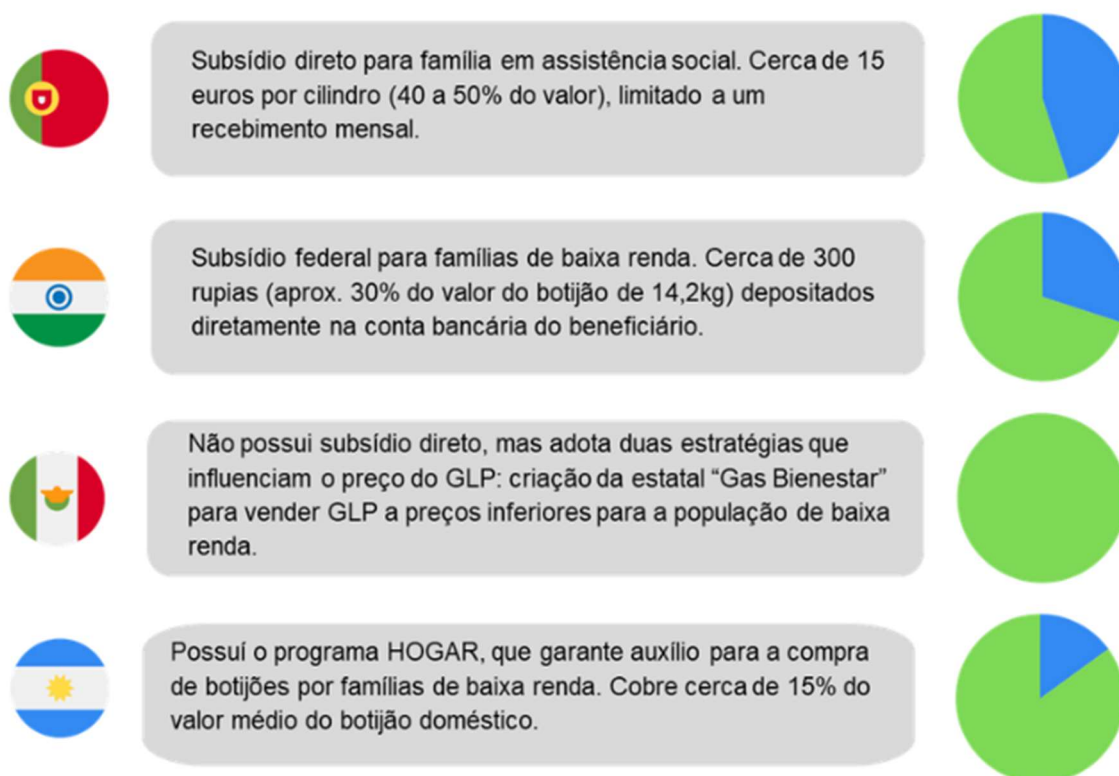 Subsídio direto para família em assistência social. Cerca de 15
euros por cilindro (40 a 50% do valor), limitado a um
recebimento mensal.
Subsídio federal para famílias de baixa renda. Cerca de 300
rupias (aprox. 30% do valor do botijão de 14,2kg) depositados
diretamente na conta bancária do beneficiário.
Não possui subsídio direto, mas adota duas estratégias que
influenciam o preço do GLP: criação da estatal “Gas Bienestar”
para vender GLP a preços inferiores para a população de baixa
renda.
Possuí o programa HOGAR, que garante auxílio para a compra
de botijões por famílias de baixa renda. Cobre cerca de 15% do
valor médio do botijão doméstico.